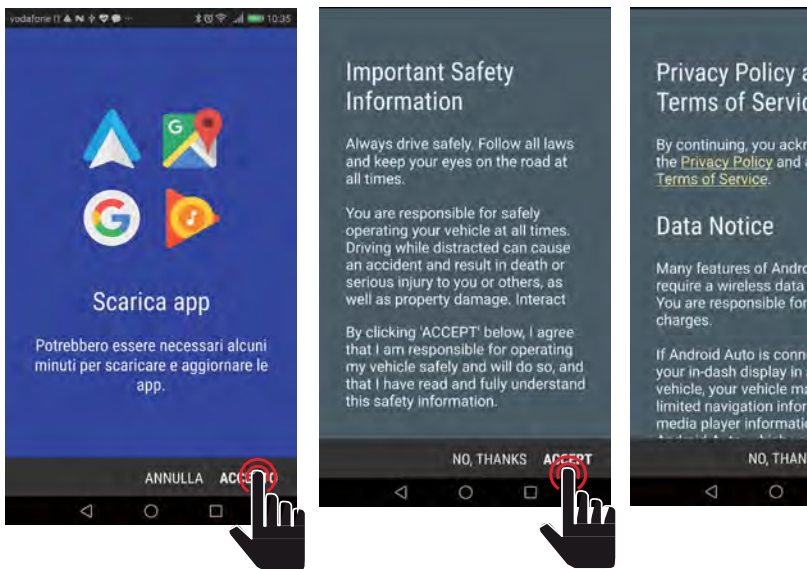 vodafone IT
10:35
G
Scarica app
Potrebbero essere necessari alcuni
minuti per scaricare e aggiornare le
app.
ANNULLA
Important Safety
Information
Always drive safely. Follow all laws
and keep your eyes on the road at
all times.
You are responsible for safely
operating your vehicle at all times.
Driving while distracted can cause
an accident and result in death or
serious injury to you or others, as
well as property damage. Interact
By clicking 'ACCEPT' below, I agree
that I am responsible for operating
my vehicle safely and will do so, and
that I have read and fully understand
this safety information.
NO, THANKS ACCEPT
Privacy Policy a
Terms of Servic
By continuing, you ackn
the Privacy Policy and a
Terms of Service.
Data Notice
Many features of Andro
require a wireless data
You are responsible for
charges.
If Android Auto is conne
your in-dash display in
vehicle, your vehicle ma
limited navigation infor
media player informatio
NO, THAN